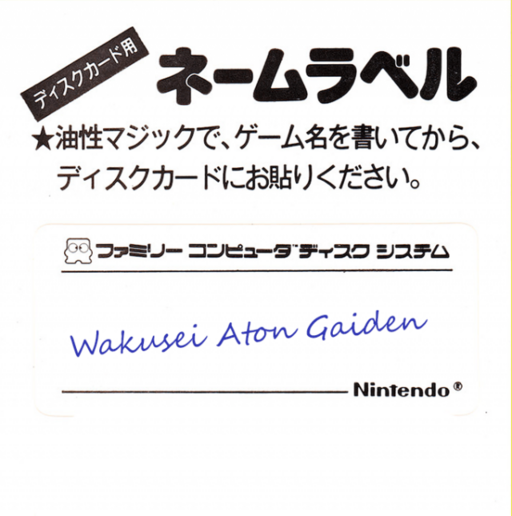 ディスクカード用
ネームラベル
★油性マジックで、ゲーム名を書いてから、
ディスクカードにお貼りください。
ファミリー コンピュータ ディスク システム
Wakusei Aton Gaiden
Nintendo®